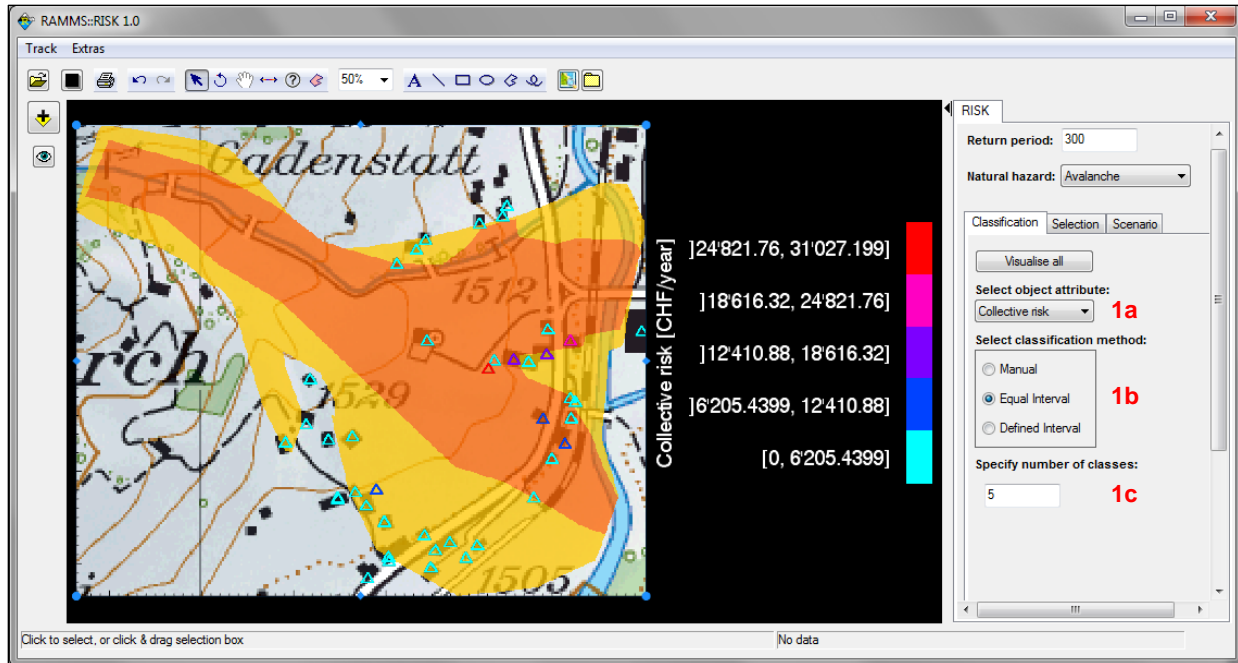 RAMMS::RISK 1.0
Track Extras
50%
A
Gadenstatt
1512
1529
1505
Collective risk [CHF/year]
]24'821.76, 31'027.199]
]18'616.32, 24'821.76]
]12'410.88, 18'616.32]
]6'205.4399, 12'410.88]
[0, 6'205.4399]
RISK
Return period: 300
Natural hazard: Avalanche
Classification Selection Scenario
Visualise all
Select object attribute:
Collective risk 1a
Select classification method:
Manual
Equal Interval 1b
Defined Interval
Specify number of classes:
5 1c
Click to select, or click & drag selection box No data